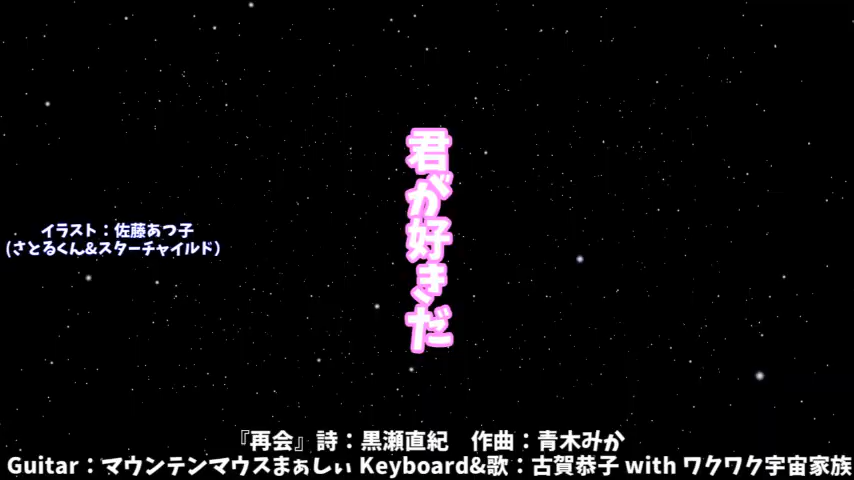 君が好きだ
イラスト：佐藤あつ子
(さとるくん&スターチャイルド)
『再会』詩：黒瀬直紀　作曲：青木みか
Guitar：マウンテンマウスまぁしぃ Keyboard&歌：古賀恭子 with ワクワク宇宙家族